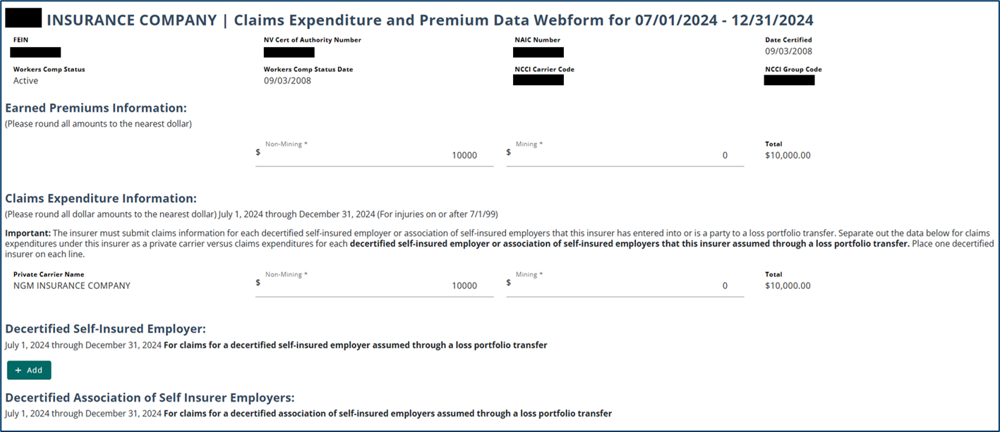 INSURANCE COMPANY | Claims Expenditure and Premium Data Webform for 07/01/2024 - 12/31/2024
FEIN NV Cert of Authority Number NAIC Number Date Certified
09/03/2008
Workers Comp Status Workers Comp Status Date NCCI Carrier Code NCCI Group Code
Active 09/03/2008
Earned Premiums Information:
(Please round all amounts to the nearest dollar)
Non-Mining * Mining * Total
$ 10000 $ 0 $10,000.00
Claims Expenditure Information:
(Please round all dollar amounts to the nearest dollar) July 1, 2024 through December 31, 2024 (For injuries on or after 7/1/99)
Important: The insurer must submit claims information for each decertified self-insured employer or association of self-insured employers that this insurer has entered into or is a party to a loss portfolio transfer. Separate out the data below for claims
expenditures under this insurer as a private carrier versus claims expenditures for each decertified self-insured employer or association of self-insured employers that this insurer assumed through a loss portfolio transfer. Place one decertified
insurer on each line.
Private Carrier Name Non-Mining * Mining * Total
NGM INSURANCE COMPANY $ 10000 $ 0 $10,000.00
Decertified Self-Insured Employer:
July 1, 2024 through December 31, 2024 For claims for a decertified self-insured employer assumed through a loss portfolio transfer
+ Add
Decertified Association of Self Insurer Employers:
July 1, 2024 through December 31, 2024 For claims for a decertified association of self-insured employers assumed through a loss portfolio transfer